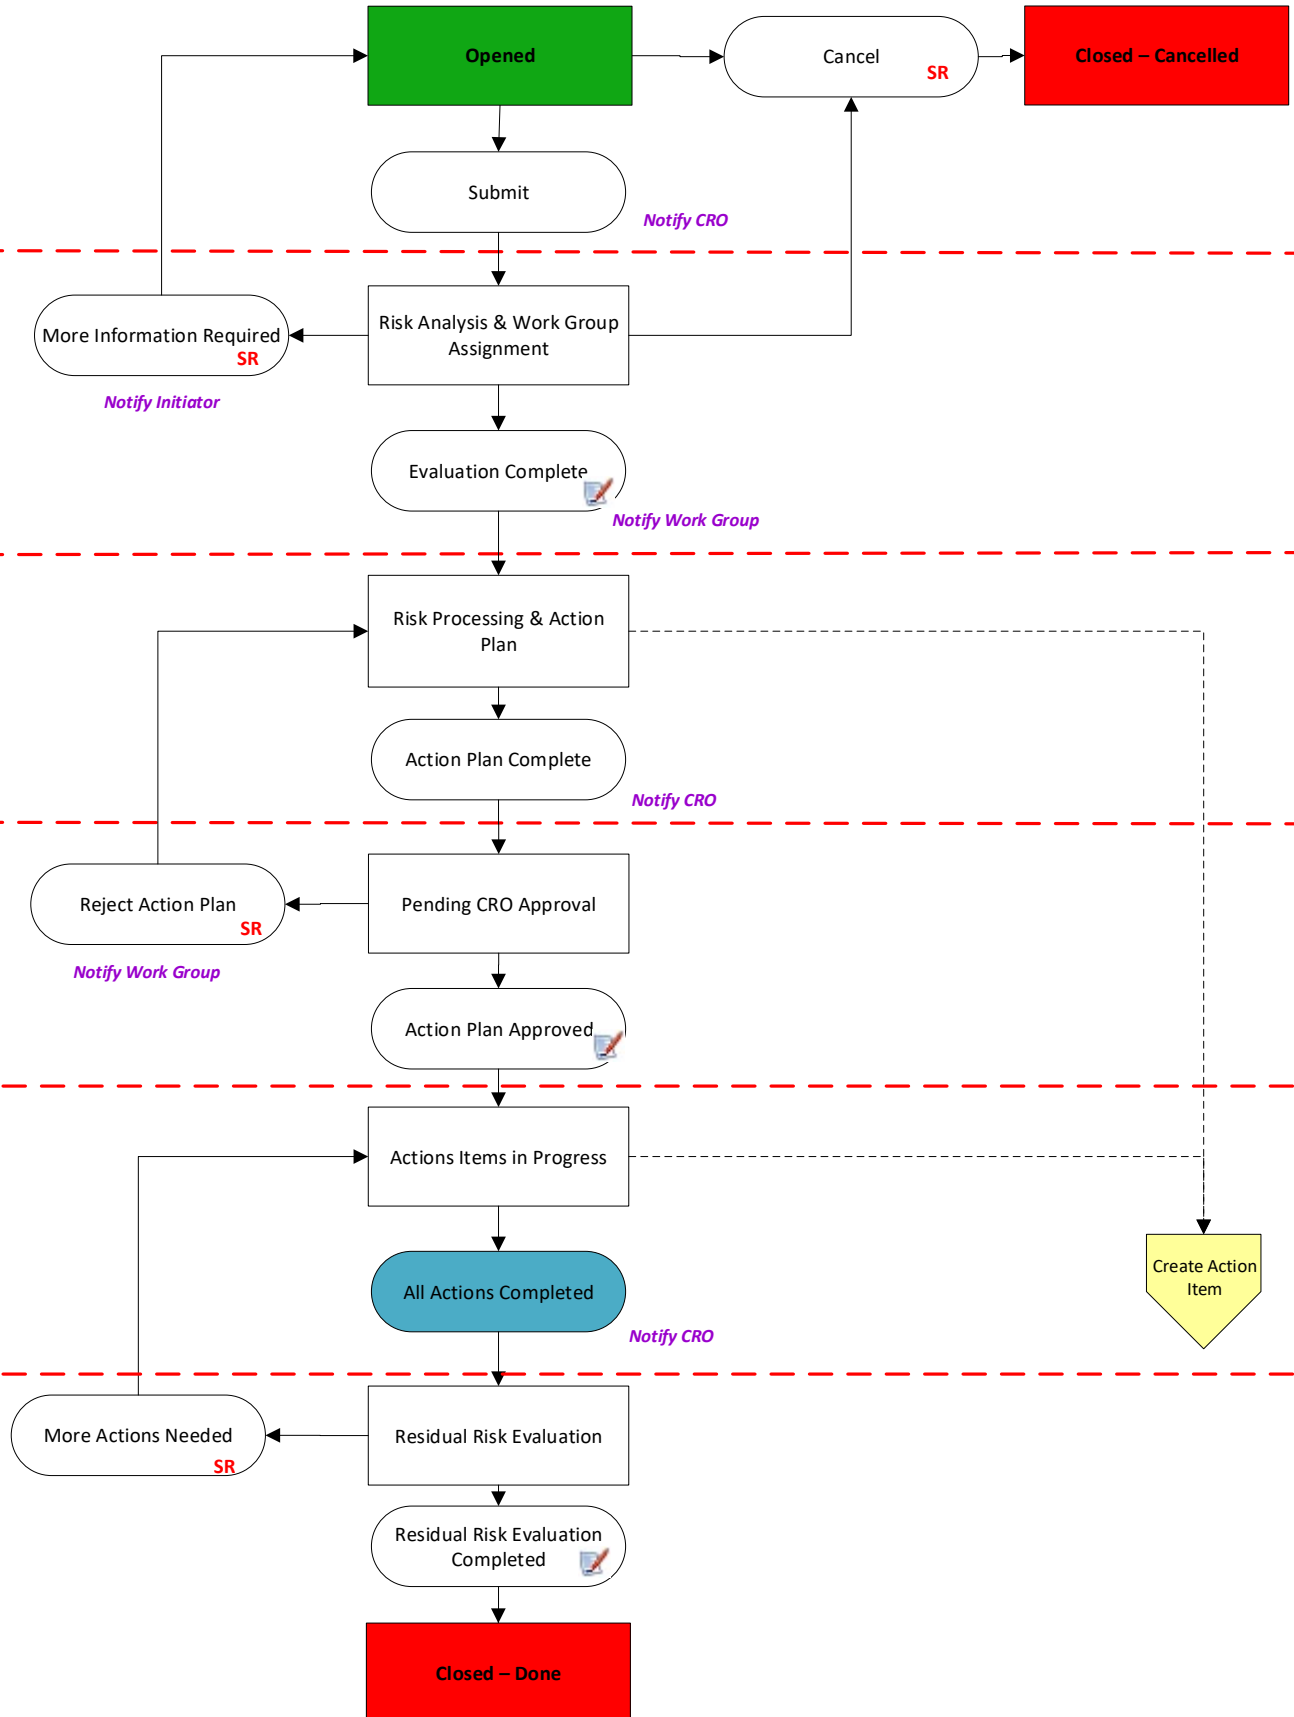 Opened
Cancel
SR
Closed – Cancelled
Submit
Notify CRO
More Information Required
SR
Notify Initiator
Risk Analysis & Work Group
Assignment
Evaluation Complete
Notify Work Group
Risk Processing & Action
Plan
Action Plan Complete
Notify CRO
Reject Action Plan
SR
Notify Work Group
Pending CRO Approval
Action Plan Approved
Actions Items in Progress
Create Action
Item
All Actions Completed
Notify CRO
More Actions Needed
SR
Residual Risk Evaluation
Residual Risk Evaluation
Completed
Closed – Done